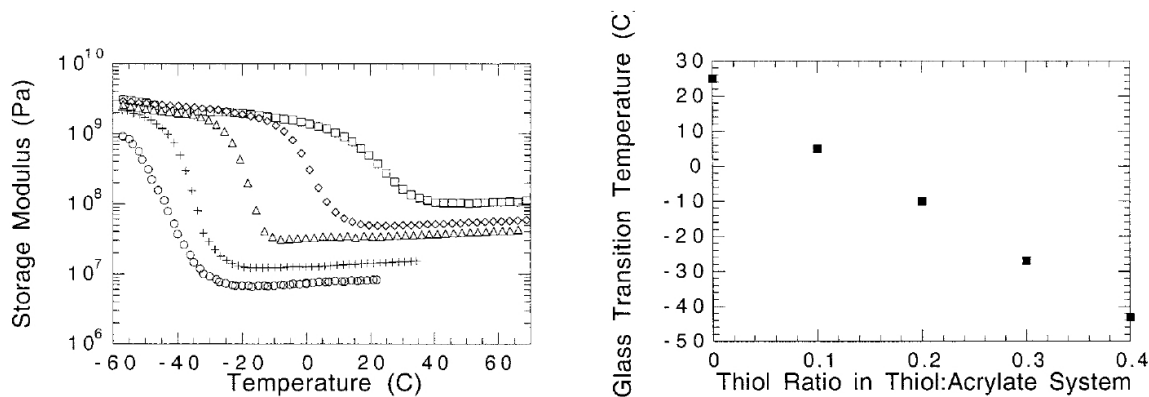 Storage Modulus (Pa)
10^10
10^9
10^8
10^7
10^6
-60 -40 -20 0 20 40 60
Temperature (C)
Glass Transition Temperature (C)
30
20
10
0
-10
-20
-30
-40
-50
0 0.1 0.2 0.3 0.4
Thiol Ratio in Thiol:Acrylate System